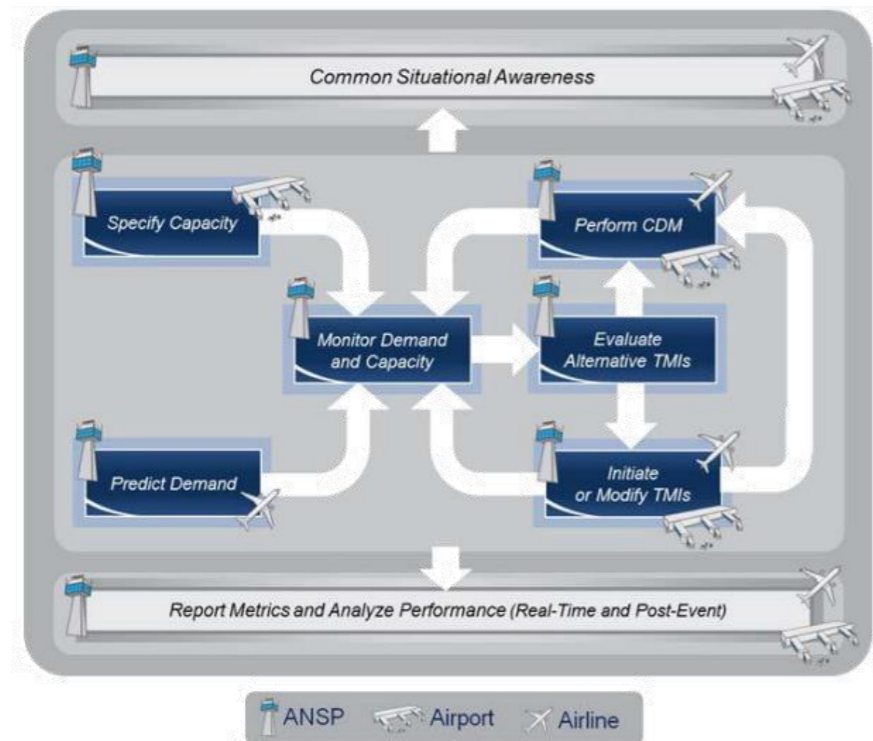 Common Situational Awareness
Specify Capacity
Perform CDM
Monitor Demand
and Capacity
Evaluate
Alternative TMIs
Predict Demand
Initiate
or Modify TMIs
Report Metrics and Analyze Performance (Real-Time and Post-Event)
ANSP
Airport
Airline